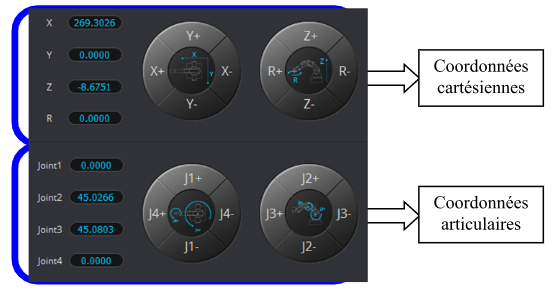 X 269.3026
Y 0.0000
Z -8.6751
R 0.0000
Y+
X+ X-
Y-
X
Y
Z+
R+ R-
Z-
Z
R
Coordonnées
cartésiennes
Joint1 0.0000
Joint2 45.0266
Joint3 45.0803
Joint4 0.0000
J1+
J4+ J4-
J1-
J2+
J3+ J3-
J2-
Coordonnées
articulaires